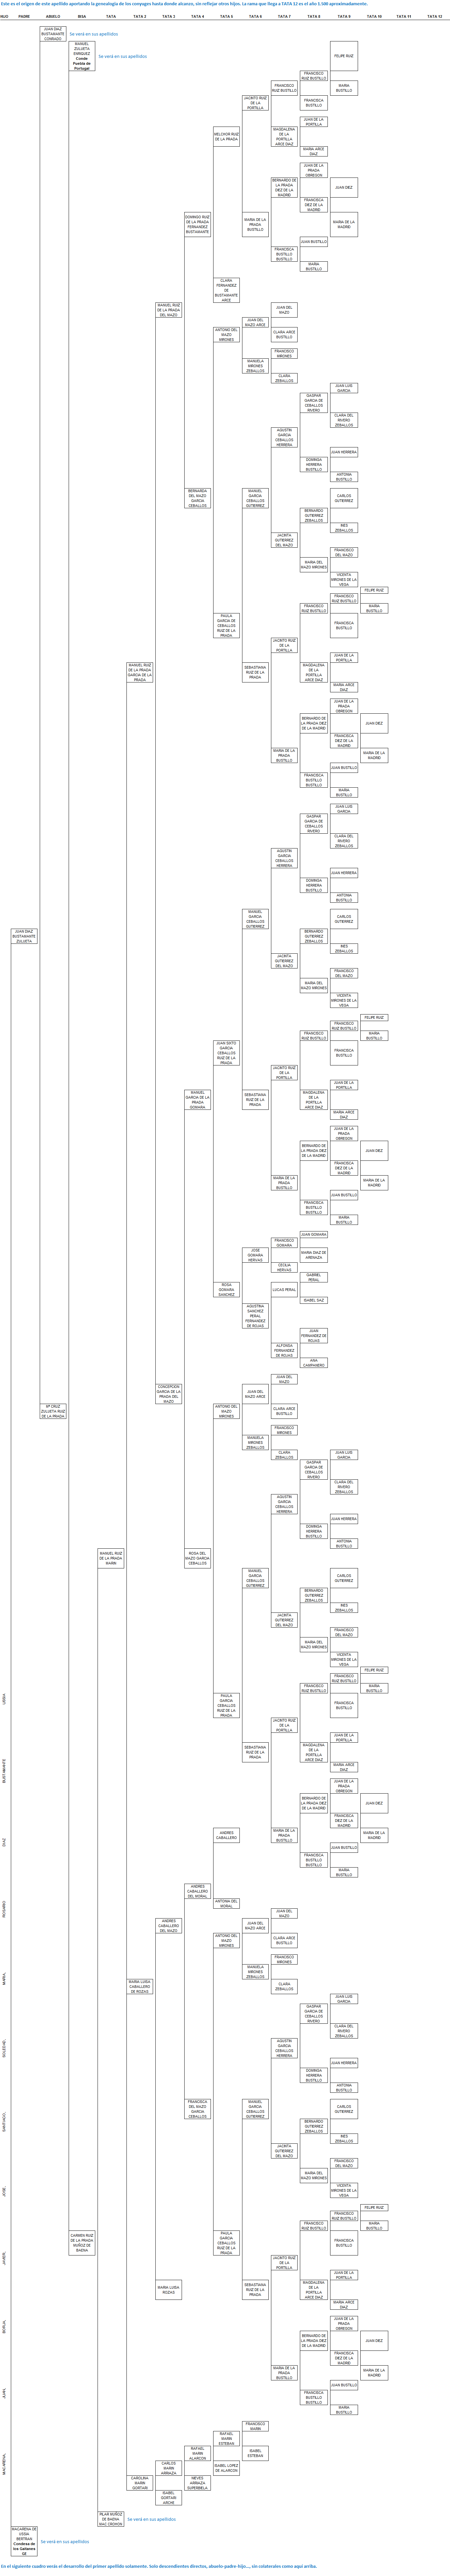 Este es el origen de este apellido aportando la genealogía de los conyuges hasta donde alcanzo, sin reflejar otros hijos. La rama que llega a TATA 12 es el año 1.500 aproximadamente.
HIJO PADRE ABUELO BISA TATA TATA 2 TATA 3 TATA 4 TATA 5 TATA 6 TATA 7 TATA 8 TATA 9 TATA 10 TATA 11 TATA 12
JUAN DIAZ
BUSTAMANTE
CONRADO
Se verá en sus apellidos
MANUEL
ZULUETA
ENRIQUEZ
Conde
Puebla de
Portugal
Se verá en sus apellidos
FELIPE RUIZ
FRANCISCO
RUIZ BUSTILLO
FRANCISCO
RUIZ BUSTILLO
MARIA
BUSTILLO
JACINTO RUIZ
DE LA
PORTILLA
FRANCISCA
BUSTILLO
JUAN DE LA
PORTILLA
MELCHOR RUIZ
DE LA PRADA
MAGDALENA
DE LA
PORTILLA
ARCE DIAZ
MARIA ARCE
DIAZ
JUAN DE LA
PRADA
OBREGON
BERNARDO DE
LA PRADA
DIEZ DE LA
MADRID
JUAN DIEZ
FRANCISCA
DIEZ DE LA
MADRID
DOMINGO RUIZ
DE LA PRADA
FERNANDEZ
BUSTAMANTE
MARIA DE LA
PRADA
BUSTILLO
MARIA DE LA
MADRID
JUAN BUSTILLO
FRANCISCA
BUSTILLO
BUSTILLO
MARIA
BUSTILLO
CLARA
FERNANDEZ
DE
BUSTAMANTE
ARCE
MANUEL RUIZ
DE LA PRADA
DEL MAZO
JUAN DEL
MAZO
JUAN DEL
MAZO ARCE
ANTONIO DEL
MAZO
MIRONES
CLARA ARCE
BUSTILLO
FRANCISCO
MIRONES
MANUELA
MIRONES
ZEBALLOS
CLARA
ZEBALLOS
JUAN LUIS
GARCIA
GASPAR
GARCIA DE
CEBALLOS
RIVERO
CLARA DEL
RIVERO
ZEBALLOS
AGUSTIN
GARCIA
CEBALLOS
HERRERA
JUAN HERRERA
DOMINGA
HERRERA
BUSTILLO
ANTONIA
BUSTILLO
BERNARDA
DEL MAZO
GARCIA
CEBALLOS
MANUEL
GARCIA
CEBALLOS
GUTIERREZ
CARLOS
GUTIERREZ
BERNARDO
GUTIERREZ
ZEBALLOS
INES
ZEBALLOS
JACINTA
GUTIERREZ
DEL MAZO
FRANCISCO
DEL MAZO
MARIA DEL
MAZO MIRONES
VICENTA
MIRONES DE LA
VEGA
FELIPE RUIZ
FRANCISCO
RUIZ BUSTILLO
FRANCISCO
RUIZ BUSTILLO
MARIA
BUSTILLO
PAULA
GARCIA DE
CEBALLOS
RUIZ DE LA
PRADA
FRANCISCA
BUSTILLO
JACINTO RUIZ
DE LA
PORTILLA
JUAN DE LA
PORTILLA
MANUEL RUIZ
DE LA PRADA
GARCIA DE LA
PRADA
SEBASTIANA
RUIZ DE LA
PRADA
MAGDALENA
DE LA
PORTILLA
ARCE DIAZ
MARIA ARCE
DIAZ
JUAN DE LA
PRADA
OBREGON
BERNARDO DE
LA PRADA DIEZ
DE LA MADRID
JUAN DIEZ
FRANCISCA
DIEZ DE LA
MADRID
MARIA DE LA
PRADA
BUSTILLO
MARIA DE LA
MADRID
JUAN BUSTILLO
FRANCISCA
BUSTILLO
BUSTILLO
MARIA
BUSTILLO
JUAN LUIS
GARCIA
GASPAR
GARCIA DE
CEBALLOS
RIVERO
CLARA DEL
RIVERO
ZEBALLOS
AGUSTIN
GARCIA
CEBALLOS
HERRERA
JUAN HERRERA
DOMINGA
HERRERA
BUSTILLO
ANTONIA
BUSTILLO
MANUEL
GARCIA
CEBALLOS
GUTIERREZ
CARLOS
GUTIERREZ
JUAN DIAZ
BUSTAMANTE
ZULUETA
BERNARDO
GUTIERREZ
ZEBALLOS
INES
ZEBALLOS
JACINTA
GUTIERREZ
DEL MAZO
FRANCISCO
DEL MAZO
MARIA DEL
MAZO MIRONES
VICENTA
MIRONES DE LA
VEGA
FELIPE RUIZ
FRANCISCO
RUIZ BUSTILLO
FRANCISCO
RUIZ BUSTILLO
MARIA
BUSTILLO
JUAN SIXTO
GARCIA
CEBALLOS
RUIZ DE LA
PRADA
FRANCISCA
BUSTILLO
JACINTO RUIZ
DE LA
PORTILLA
JUAN DE LA
PORTILLA
MANUEL
GARCIA DE LA
PRADA
GOMARA
SEBASTIANA
RUIZ DE LA
PRADA
MAGDALENA
DE LA
PORTILLA
ARCE DIAZ
MARIA ARCE
DIAZ
JUAN DE LA
PRADA
OBREGON
BERNARDO DE
LA PRADA DIEZ
DE LA MADRID
JUAN DIEZ
FRANCISCA
DIEZ DE LA
MADRID
MARIA DE LA
PRADA
BUSTILLO
MARIA DE LA
MADRID
JUAN BUSTILLO
FRANCISCA
BUSTILLO
BUSTILLO
MARIA
BUSTILLO
JUAN GOMARA
FRANCISCO
GOMARA
JOSE
GOMARA
HERVIAS
MARIA DIAZ DE
ARENAZA
CECILIA
HERVIAS
GABRIEL
PERAL
ROSA
GOMARA
SANCHEZ
LUCAS PERAL
ISABEL DIAZ
AGUSTINA
SANCHEZ
PERAL
FERNANDEZ
DE ROJAS
JUAN
FERNANDEZ DE
ROJAS
ALFONSA
FERNANDEZ
DE ROJAS
ANA
CAMPANERO
JUAN DEL
MAZO
CONCEPCION
GARCIA DE LA
PRADA DEL
MAZO
JUAN DEL
MAZO ARCE
Mª CRUZ
ZULUETA RUIZ
DE LA PRADA
ANTONIO DEL
MAZO
MIRONES
CLARA ARCE
BUSTILLO
FRANCISCO
MIRONES
MANUELA
MIRONES
ZEBALLOS
CLARA
ZEBALLOS
JUAN LUIS
GARCIA
GASPAR
GARCIA DE
CEBALLOS
RIVERO
CLARA DEL
RIVERO
ZEBALLOS
AGUSTIN
GARCIA
CEBALLOS
HERRERA
JUAN HERRERA
DOMINGA
HERRERA
BUSTILLO
ANTONIA
BUSTILLO
MANUEL RUIZ
DE LA PRADA
MARIN
ROSA DEL
MAZO GARCIA
CEBALLOS
MANUEL
GARCIA
CEBALLOS
GUTIERREZ
CARLOS
GUTIERREZ
BERNARDO
GUTIERREZ
ZEBALLOS
INES
ZEBALLOS
JACINTA
GUTIERREZ
DEL MAZO
FRANCISCO
DEL MAZO
MARIA DEL
MAZO MIRONES
VICENTA
MIRONES DE LA
VEGA
FELIPE RUIZ
FRANCISCO
RUIZ BUSTILLO
FRANCISCO
RUIZ BUSTILLO
MARIA
BUSTILLO
USSIA
PAULA
GARCIA
CEBALLOS
RUIZ DE LA
PRADA
FRANCISCA
BUSTILLO
JACINTO RUIZ
DE LA
PORTILLA
JUAN DE LA
PORTILLA
SEBASTIANA
RUIZ DE LA
PRADA
MAGDALENA
DE LA
PORTILLA
ARCE DIAZ
MARIA ARCE
DIAZ
BUSTAMANTE
JUAN DE LA
PRADA
OBREGON
BERNARDO DE
LA PRADA DIEZ
DE LA MADRID
JUAN DIEZ
FRANCISCA
DIEZ DE LA
MADRID
DIAZ
ANDRES
CABALLERO
MARIA DE LA
PRADA
BUSTILLO
MARIA DE LA
MADRID
JUAN BUSTILLO
FRANCISCA
BUSTILLO
BUSTILLO
MARIA
BUSTILLO
ANDRES
CABALLERO
DEL MORAL
ANTONIA DEL
MORAL
ROSARIO
JUAN DEL
MAZO
ANDRES
CABALLERO
DEL MAZO
JUAN DEL
MAZO ARCE
ANTONIO DEL
MAZO
MIRONES
CLARA ARCE
BUSTILLO
FRANCISCO
MIRONES
MANUELA
MIRONES
ZEBALLOS
MARIA,
MARIA LUISA
CABALLERO
DE ROZAS
CLARA
ZEBALLOS
JUAN LUIS
GARCIA
GASPAR
GARCIA DE
CEBALLOS
RIVERO
CLARA DEL
RIVERO
ZEBALLOS
SOLEDAD,
AGUSTIN
GARCIA
CEBALLOS
HERRERA
JUAN HERRERA
DOMINGA
HERRERA
BUSTILLO
ANTONIA
BUSTILLO
SANTIAGO,
FRANCISCA
DEL MAZO
GARCIA
CEBALLOS
MANUEL
GARCIA
CEBALLOS
GUTIERREZ
CARLOS
GUTIERREZ
BERNARDO
GUTIERREZ
ZEBALLOS
INES
ZEBALLOS
JACINTA
GUTIERREZ
DEL MAZO
FRANCISCO
DEL MAZO
MARIA DEL
MAZO MIRONES
VICENTA
MIRONES DE LA
VEGA
JOSE,
FELIPE RUIZ
FRANCISCO
RUIZ BUSTILLO
FRANCISCO
RUIZ BUSTILLO
MARIA
BUSTILLO
CARMEN RUIZ
DE LA PRADA
MUÑOZ DE
BAENA
PAULA
GARCIA
CEBALLOS
RUIZ DE LA
PRADA
FRANCISCA
BUSTILLO
JAVIER,
JACINTO RUIZ
DE LA
PORTILLA
JUAN DE LA
PORTILLA
MARIA LUISA
ROZAS
SEBASTIANA
RUIZ DE LA
PRADA
MAGDALENA
DE LA
PORTILLA
ARCE DIAZ
MARIA ARCE
DIAZ
BORJA,
JUAN DE LA
PRADA
OBREGON
BERNARDO DE
LA PRADA DIEZ
DE LA MADRID
JUAN DIEZ
FRANCISCA
DIEZ DE LA
MADRID
MARIA DE LA
PRADA
BUSTILLO
MARIA DE LA
MADRID
JUAN BUSTILLO
JUAN,
FRANCISCA
BUSTILLO
BUSTILLO
MARIA
BUSTILLO
FRANCISCO
MARIN
RAFAEL
MARIN
ESTEBAN
RAFAEL
MARIN
ALARCON
ISABEL
ESTEBAN
MACARENA,
CARLOS
MARIN
ARRIAZA
ISABEL LOPEZ
DE ALARCON
CAROLINA
MARIN
GORTARI
NIEVES
ARRIAZA
SUPERBIELA
ISABEL
GORTARI
ARCHE
PILAR MUÑOZ
DE BAENA
MAC CROHON
Se verá en sus apellidos
MACARENA DE
USSIA
BERTRAN
Condesa de
los Gaitanes
DE
Se verá en sus apellidos
En el siguiente cuadro verás el desarrollo del primer apellido solamente. Solo descendientes directos, abuelo-padre-hijo..., sin colaterales como aquí arriba.